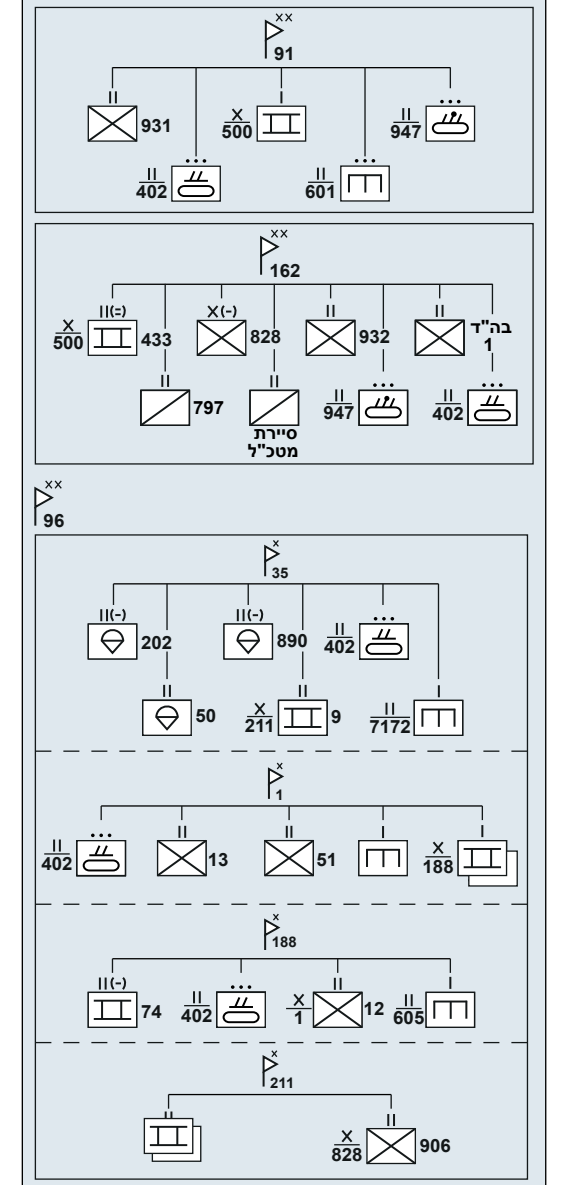 XX
91
II
931
X
500
I
II
947
II
402
II
601
XX
162
X
500
II(=)
433
X(-)
828
II
932
II
בה"ד
1
II
797
II
סיירת
מטכ"ל
II
947
II
402
XX
96
X
35
II(-)
202
II(-)
890
II
402
II
50
X
211
II
9
II
7172
I
X
1
II
402
II
13
II
51
I
X
188
I
X
188
II(-)
74
II
402
X
1
II
12
II
605
I
X
211
II
X
828
II
906